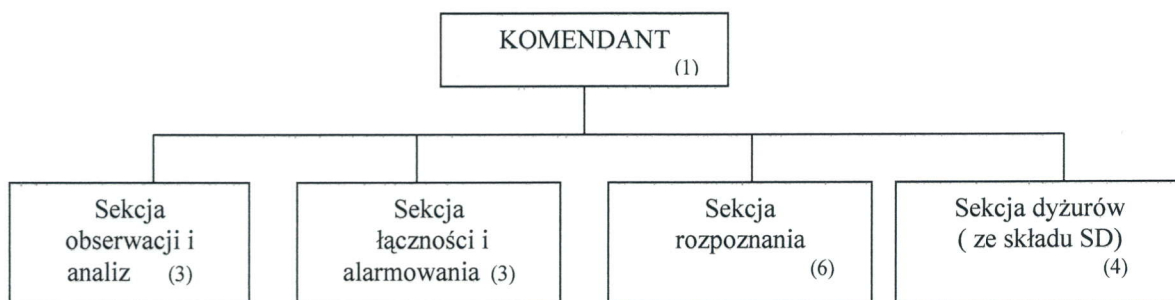 KOMENDANT
(1)
Sekcja
obserwacji i
analiz (3)
Sekcja
łączności i
alarmowania (3)
Sekcja
rozpoznania
(6)
Sekcja dyżurów
( ze składu SD)
(4)